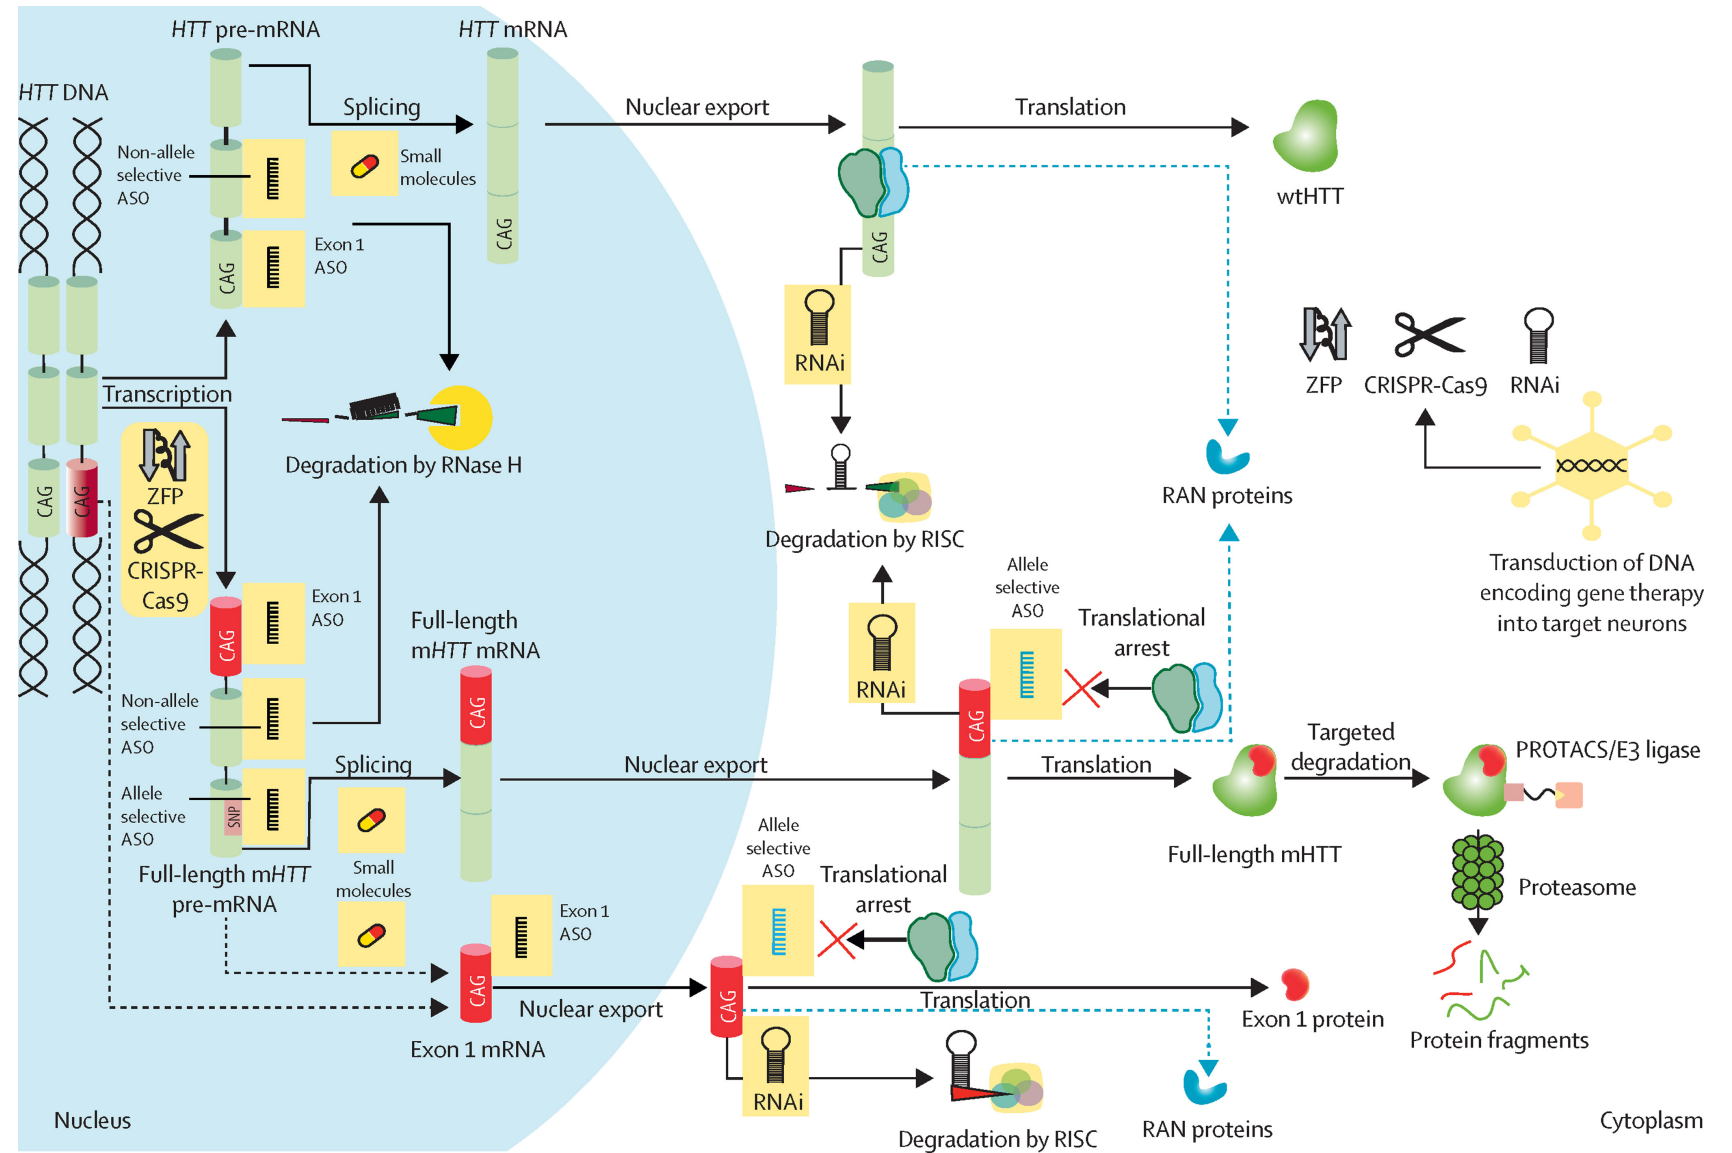 HTT pre-mRNA
HTT mRNA
HTT DNA
Splicing
Nuclear export
Translation
Non-allele
selective
ASO
Small
molecules
wtHTT
CAG
Exon 1
ASO
CAG
CAG
RNAi
ZFP
CRISPR-Cas9
RNAi
Transcription
Degradation by RNase H
ZFP
CRISPR-
Cas9
CAG
CAG
RAN proteins
Degradation by RISC
Transduction of DNA
encoding gene therapy
into target neurons
Allele
selective
ASO
Exon 1
ASO
CAG
Full-length
mHTT mRNA
Translational
arrest
RNAi
Non-allele
selective
ASO
CAG
CAG
Splicing
Nuclear export
Translation
Targeted
degradation
PROTACS/E3 ligase
Allele
selective
ASO
SNP
Full-length mHTT
pre-mRNA
Small
molecules
Allele
selective
ASO
Translational
arrest
Full-length mHTT
Proteasome
Exon 1
ASO
CAG
CAG
Nuclear export
Translation
Exon 1 protein
Protein fragments
Exon 1 mRNA
RNAi
Degradation by RISC
RAN proteins
Nucleus
Cytoplasm